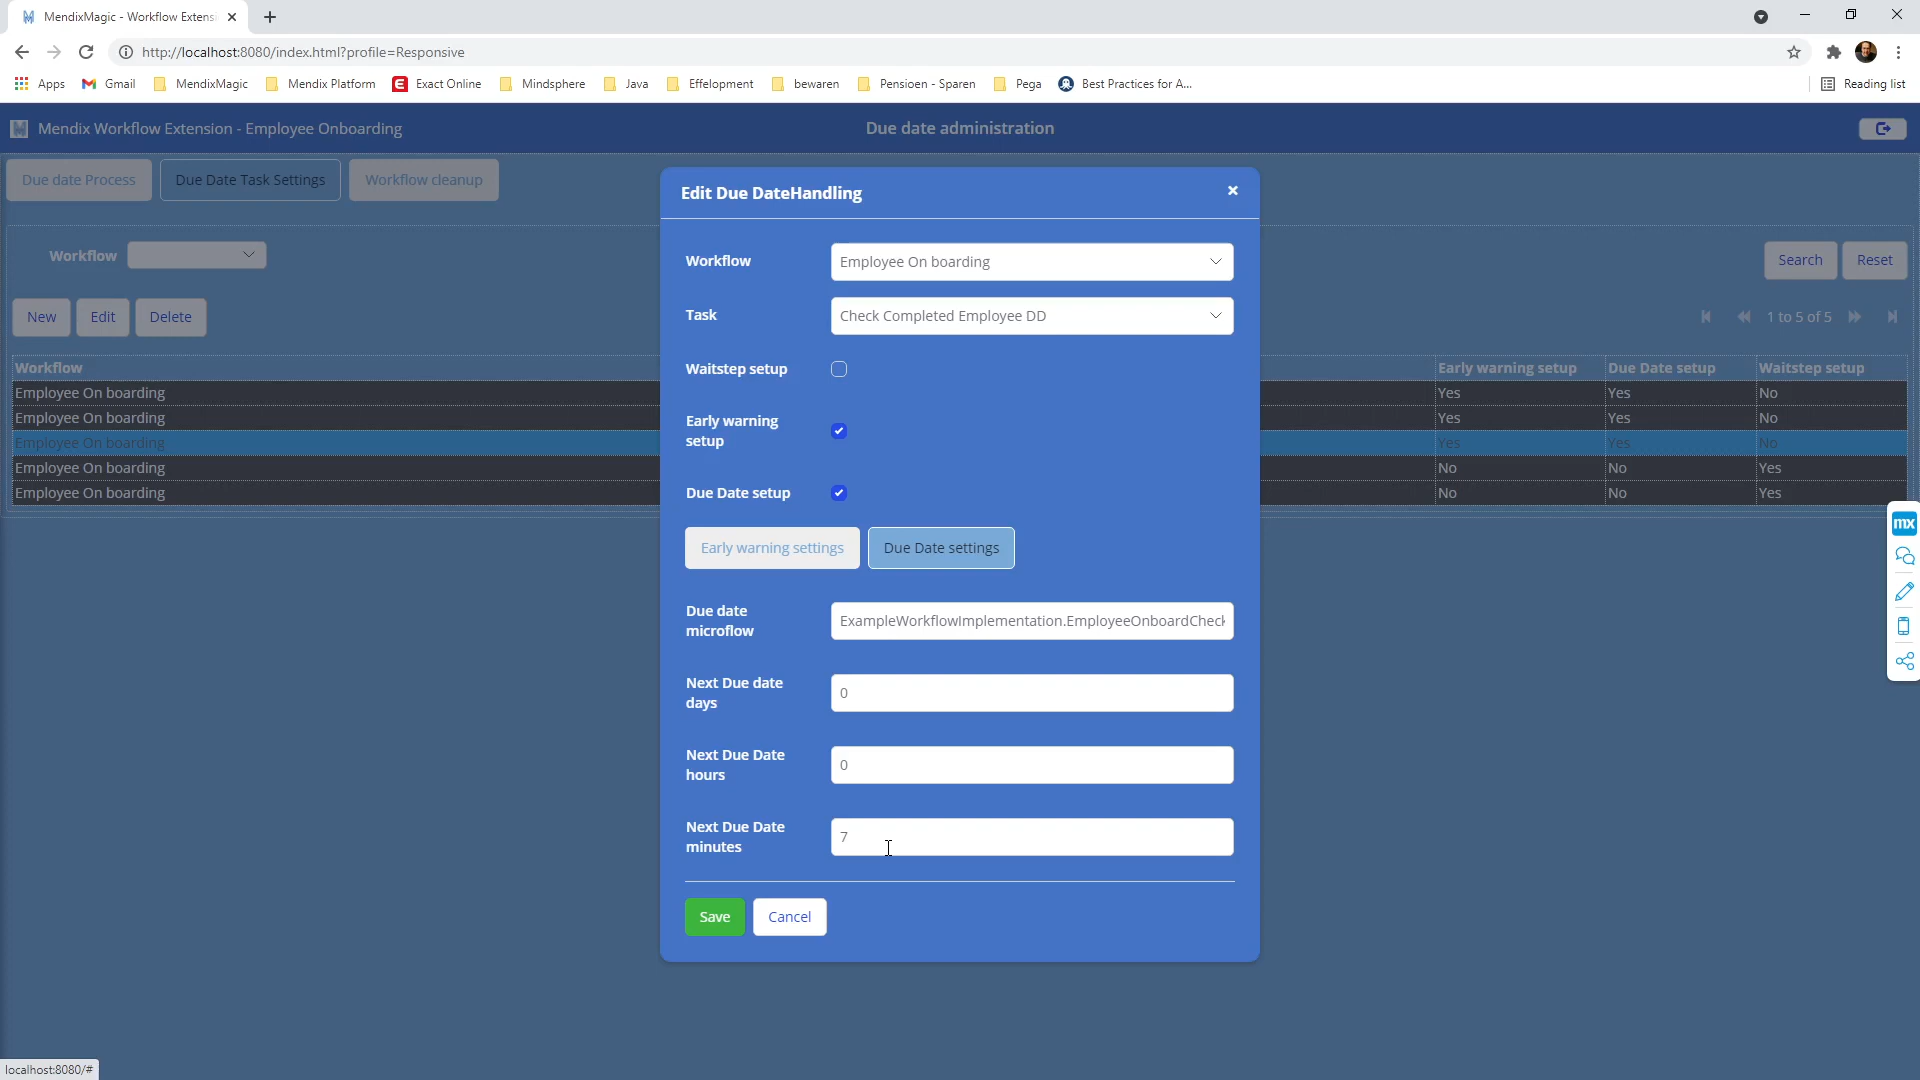 MendixMagic - Workflow Extens
http://localhost:8080/index.html?profile=Responsive
Apps Gmail MendixMagic Mendix Platform Exact Online Mindsphere Java Effelopment bewaren Pensioen - Sparen Pega Best Practices for A... Reading list
Mendix Workflow Extension - Employee Onboarding Due date administration
Due date Process Due Date Task Settings Workflow cleanup
Workflow Search Reset
New Edit Delete 1 to 5 of 5
Workflow Early warning setup Due Date setup Waitstep setup
Employee On boarding Yes Yes No
Employee On boarding Yes Yes No
Employee On boarding Yes Yes No
Employee On boarding No No Yes
Employee On boarding No No Yes
Edit Due DateHandling
Workflow Employee On boarding
Task Check Completed Employee DD
Waitstep setup
Early warning
setup
Due Date setup
Early warning settings Due Date settings
Due date
microflow
ExampleWorkflowImplementation.EmployeeOnboardCheck
Next Due date
days
0
Next Due Date
hours
0
Next Due Date
minutes
7
Save Cancel
mx
localhost:8080/#